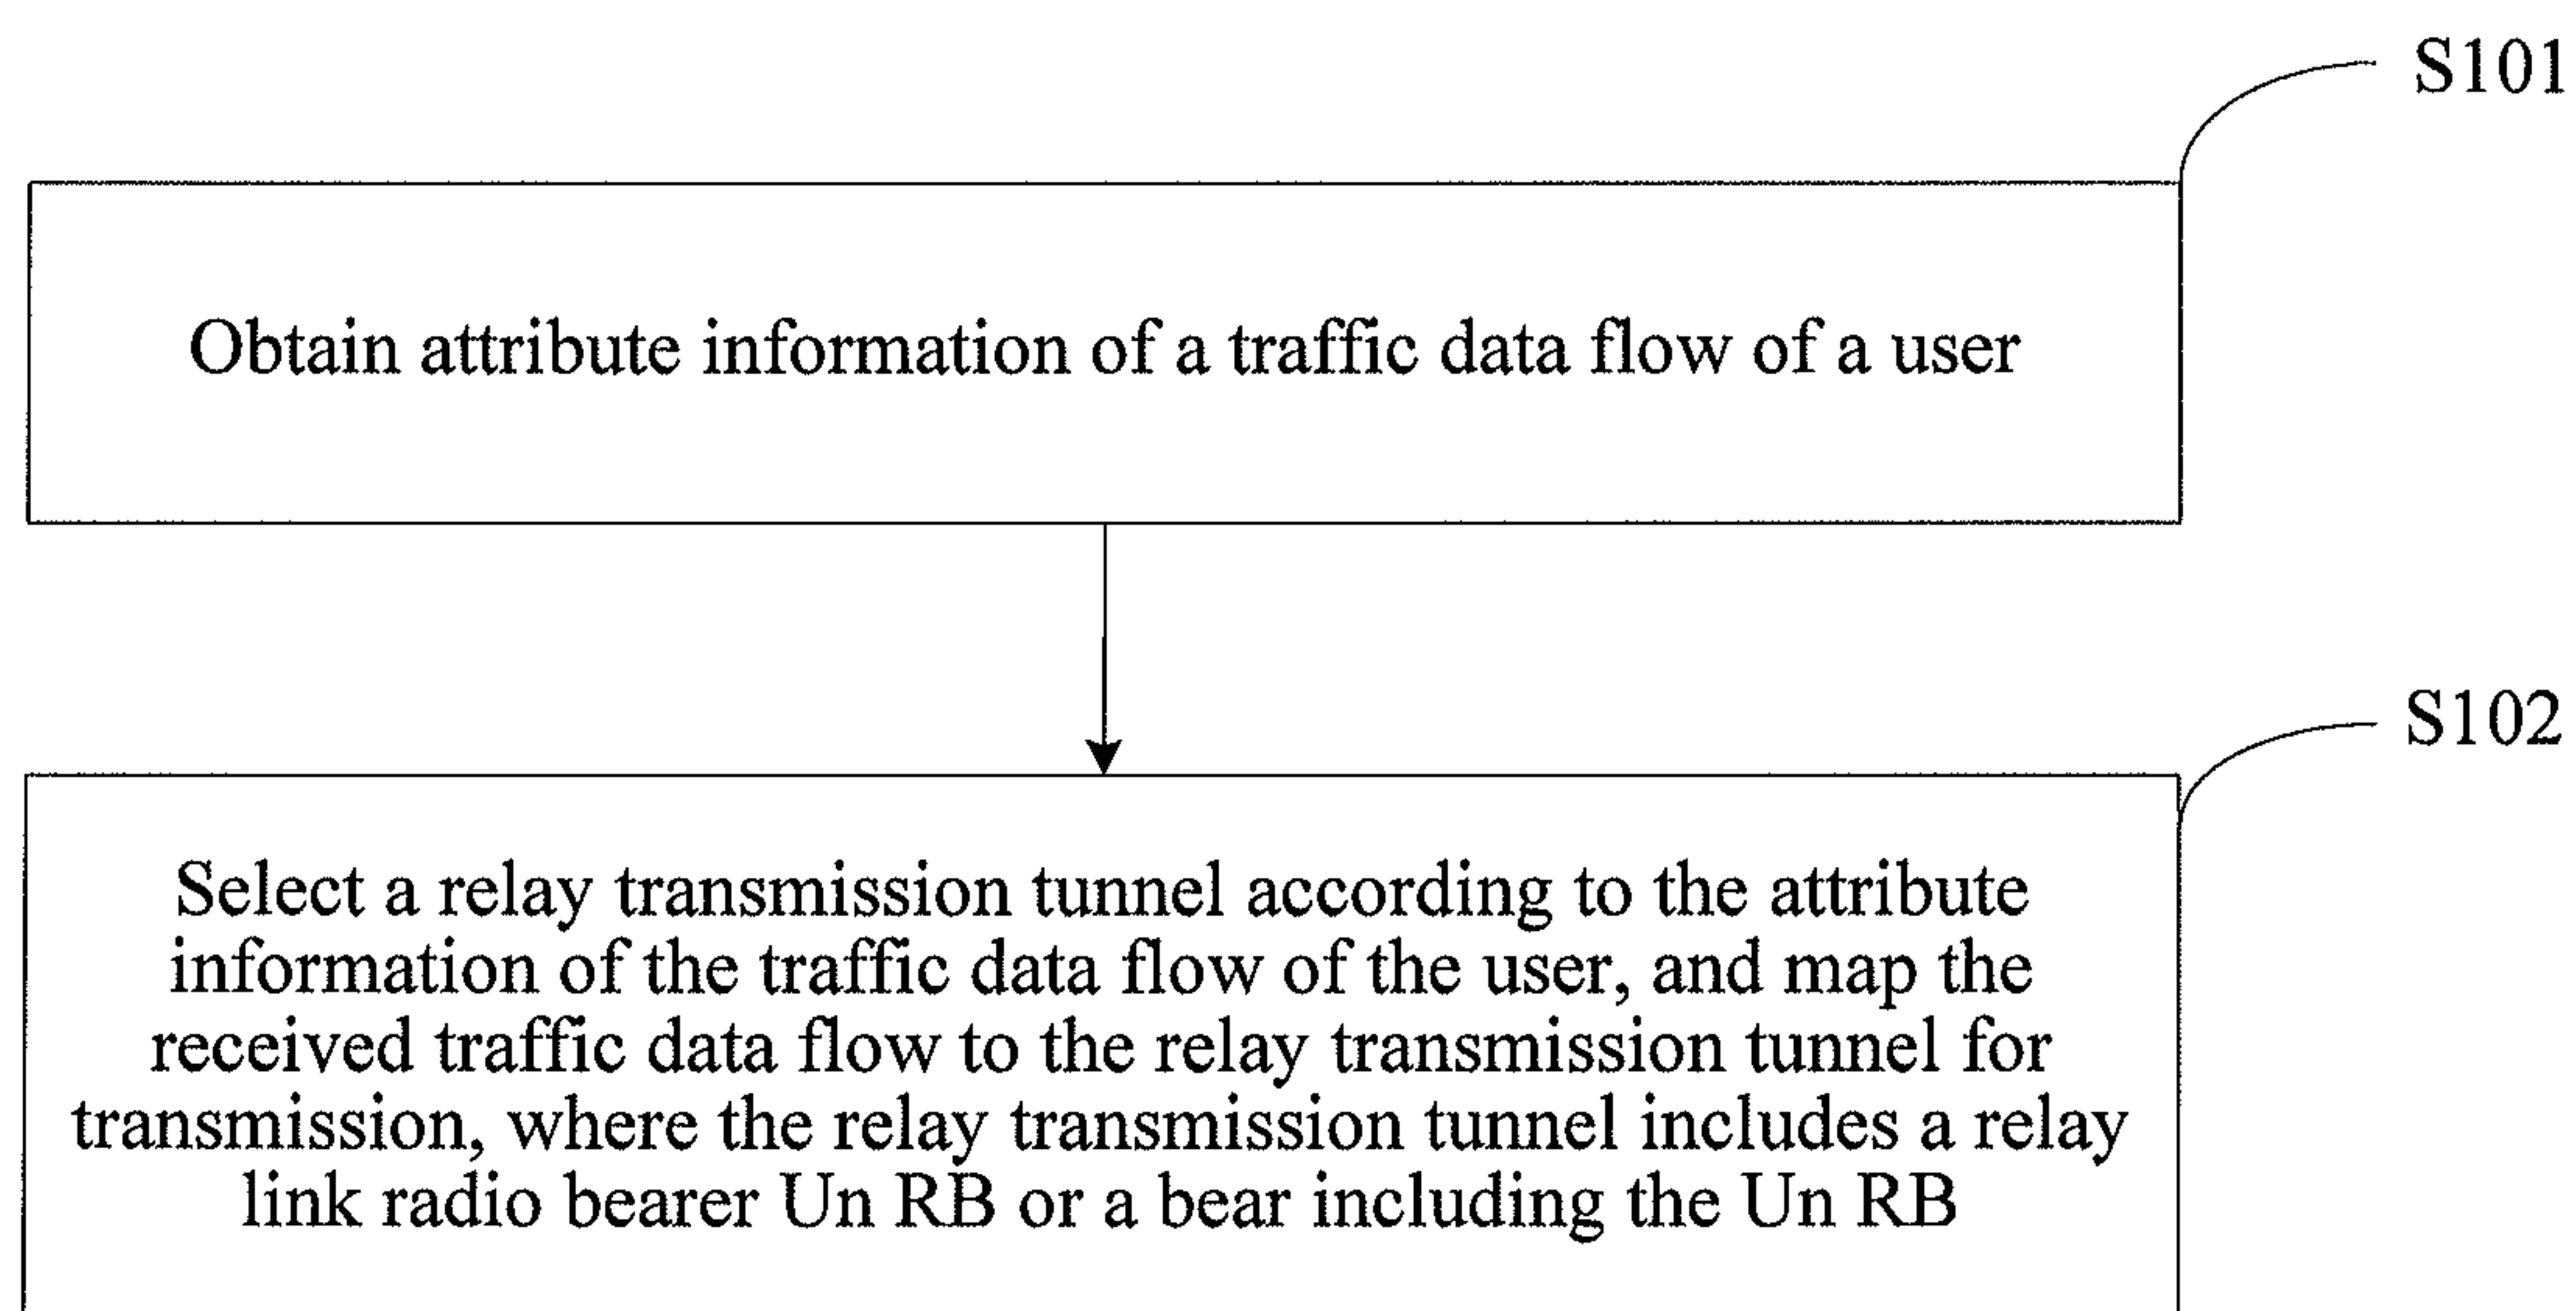 S101
Obtain attribute information of a traffic data flow of a user
S102
Select a relay transmission tunnel according to the attribute
information of the traffic data flow of the user, and map the
received traffic data flow to the relay transmission tunnel for
transmission, where the relay transmission tunnel includes a relay
link radio bearer Un RB or a bear including the Un RB